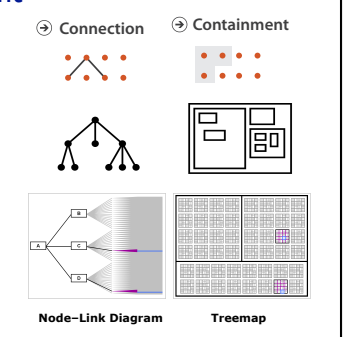 Connection
Containment
A
B
C
D
Node–Link Diagram
Treemap